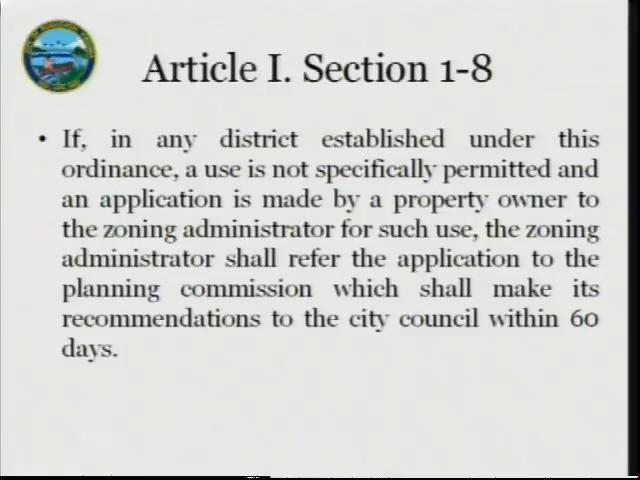 Article I. Section 1-8
• If, in any district established under this
ordinance, a use is not specifically permitted and
an application is made by a property owner to
the zoning administrator for such use, the zoning
administrator shall refer the application to the
planning commission which shall make its
recommendations to the city council within 60
days.